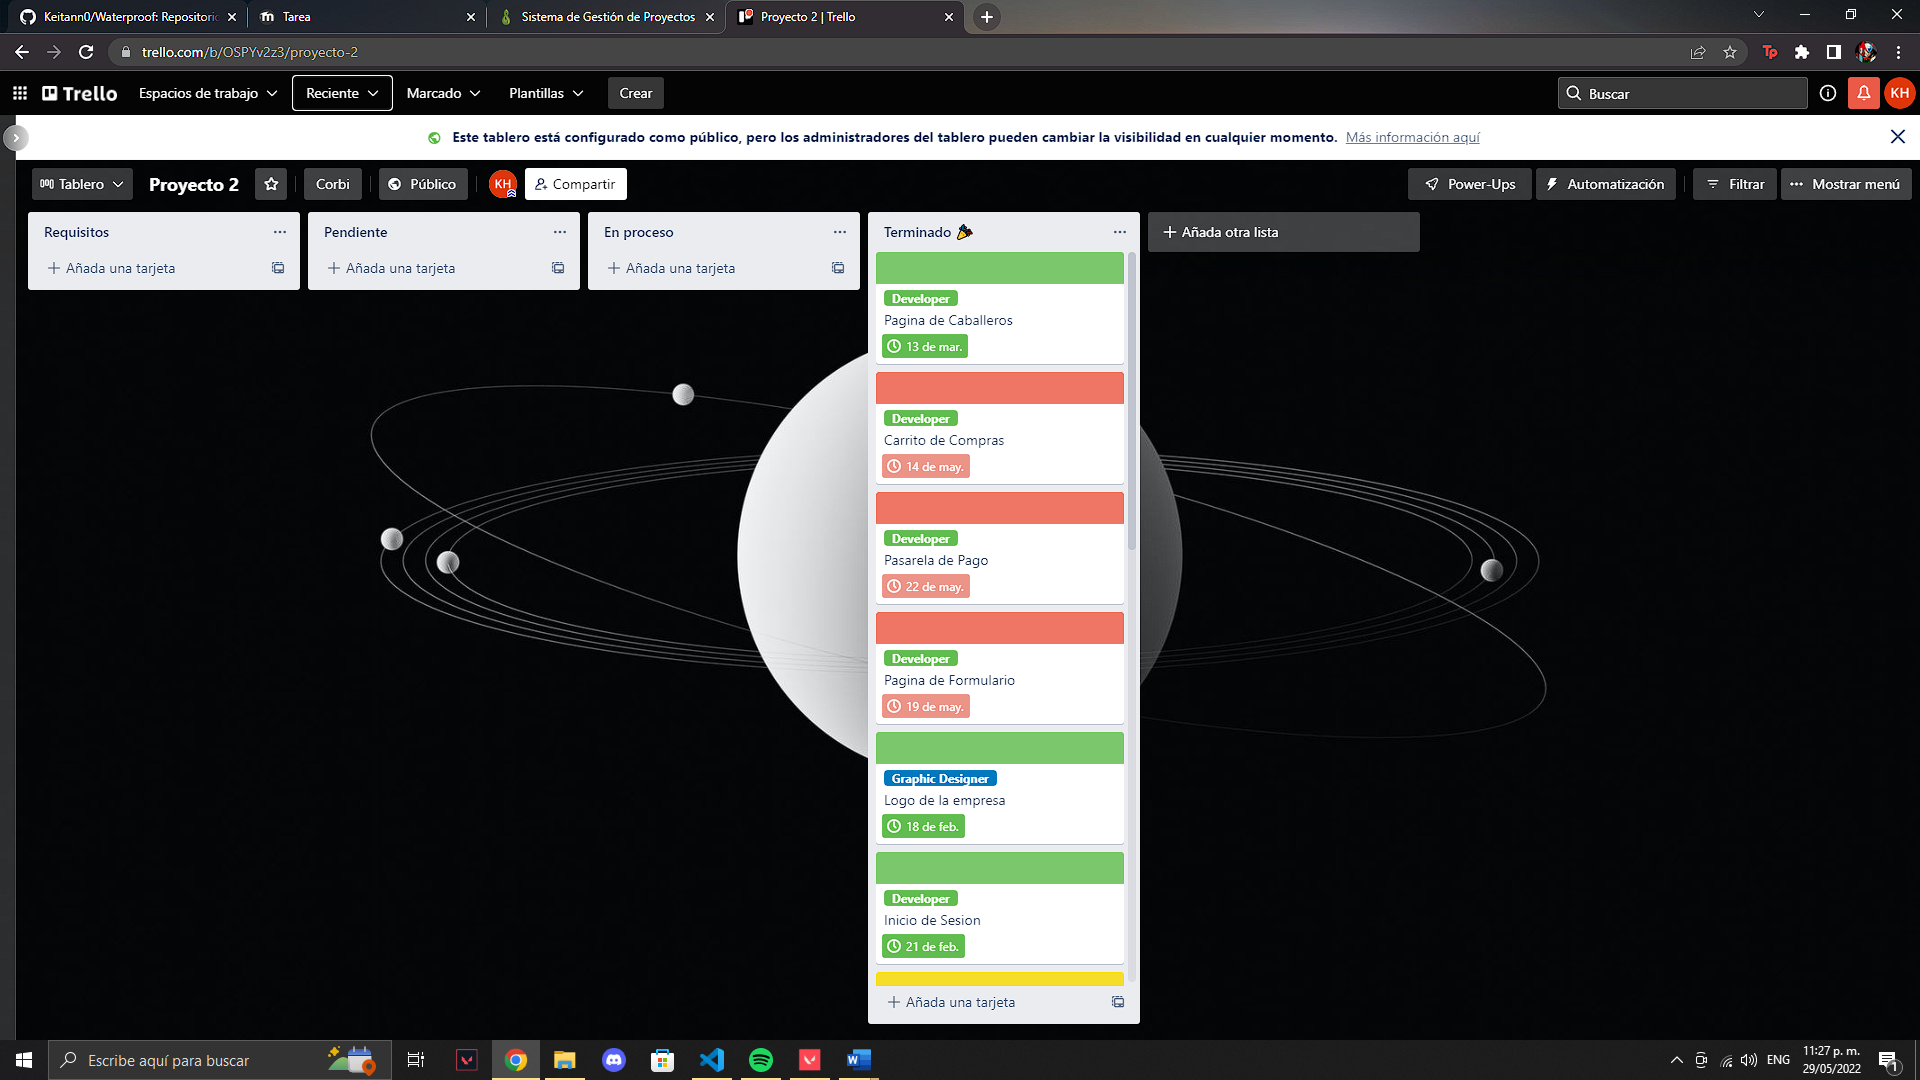 Keitann0/Waterproof: Repositorio
Tarea
Sistema de Gestión de Proyectos
Proyecto 2 | Trello
trello.com/b/OSPYv2z3/proyecto-2
Tp
Trello
Espacios de trabajo
Reciente
Marcado
Plantillas
Crear
Buscar
KH
Este tablero está configurado como público, pero los administradores del tablero pueden cambiar la visibilidad en cualquier momento. Más información aquí
Tablero
Proyecto 2
Corbi
Público
KH
Compartir
Power-Ups
Automatización
Filtrar
Mostrar menú
Requisitos
+ Añada una tarjeta
Pendiente
+ Añada una tarjeta
En proceso
+ Añada una tarjeta
Terminado 🎉
Developer
Pagina de Caballeros
13 de mar.
Developer
Carrito de Compras
14 de may.
Developer
Pasarela de Pago
22 de may.
Developer
Pagina de Formulario
19 de may.
Graphic Designer
Logo de la empresa
18 de feb.
Developer
Inicio de Sesion
21 de feb.
+ Añada una tarjeta
+ Añada otra lista
Escribe aquí para buscar
ENG
11:27 p. m.
29/05/2022
1